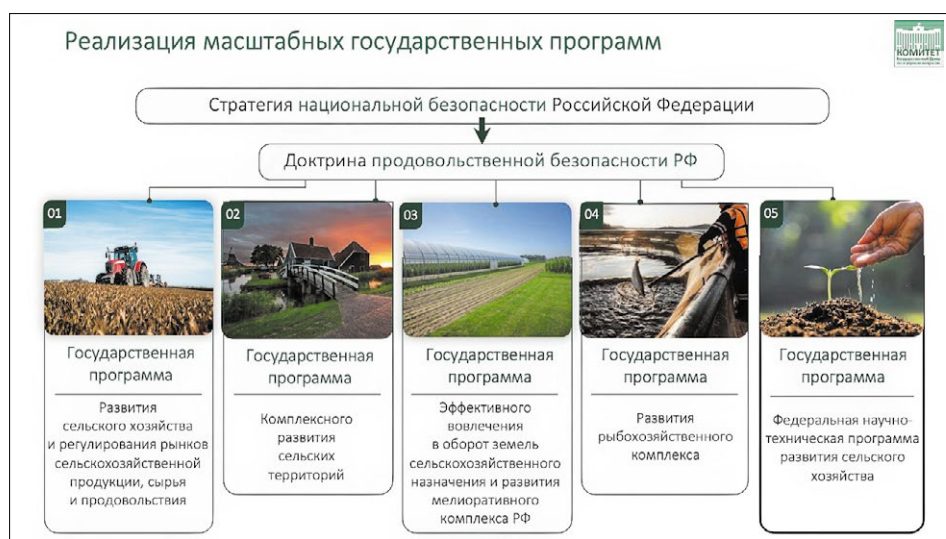 Реализация масштабных государственных программ
КОМИТЕТ
Стратегия национальной безопасности Российской Федерации
Доктрина продовольственной безопасности РФ
01
Государственная
программа
Развития
сельского хозяйства
и регулирования рынков
сельскохозяйственной
продукции, сырья
и продовольствия
02
Государственная
программа
Комплексного
развития
сельских
территорий
03
Государственная
программа
Эффективного
вовлечения
в оборот земель
сельскохозяйственного
назначения и развития
мелиоративного
комплекса РФ
04
Государственная
программа
Развития
рыбохозяйственного
комплекса
05
Государственная
программа
Федеральная научно-
техническая программа
развития сельского
хозяйства